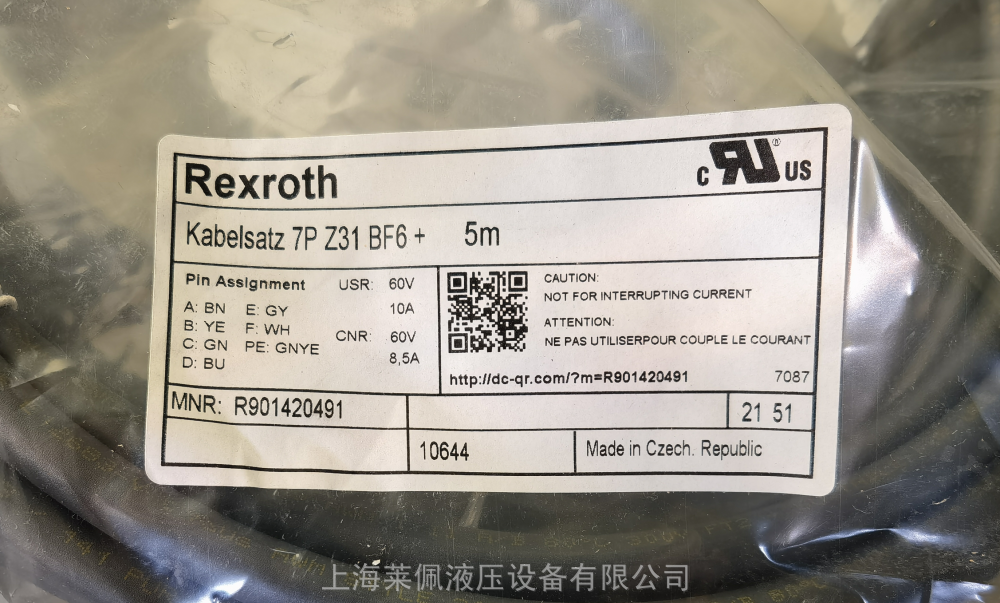 Rexroth
c RU ® US
Kabelsatz 7P Z31 BF6 + 5m
Pin Assignment USR: 60V
10A
A: BN E: GY
B: YE F: WH
C: GN PE: GNYE
D: BU
CNR: 60V
8,5A
CAUTION:
NOT FOR INTERRUPTING CURRENT
ATTENTION:
NE PAS UTILISERPOUR COUPLE LE COURANT
http://dc-qr.com/?m=R901420491 7087
MNR: R901420491
21 51
10644
Made in Czech. Republic
上海莱佩液压设备有限公司